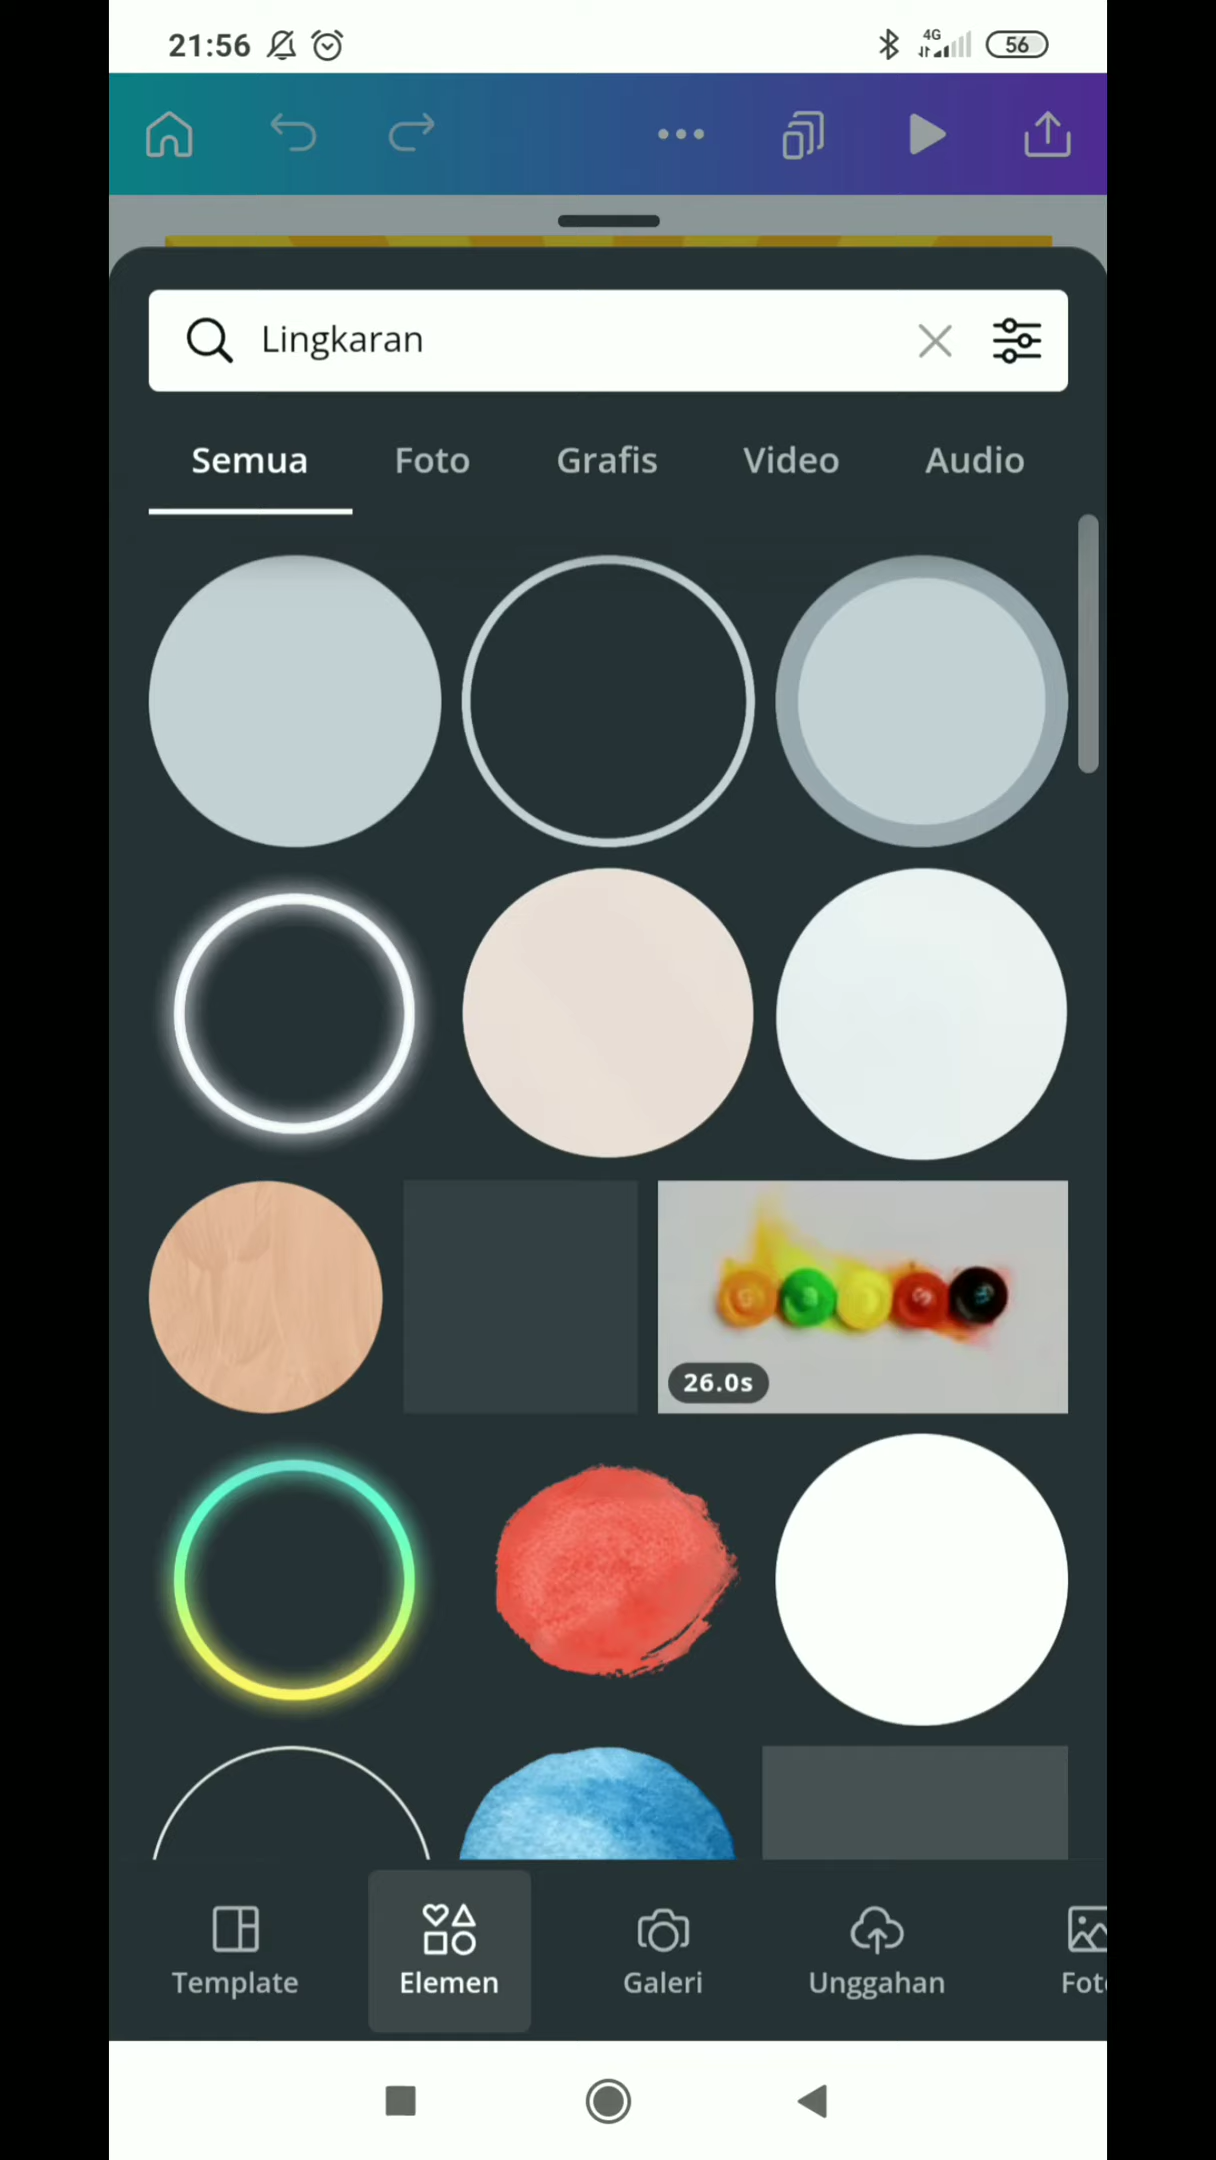 21:56
4G
56
Lingkaran
Semua
Foto
Grafis
Video
Audio
26.0s
Template
Elemen
Galeri
Unggahan